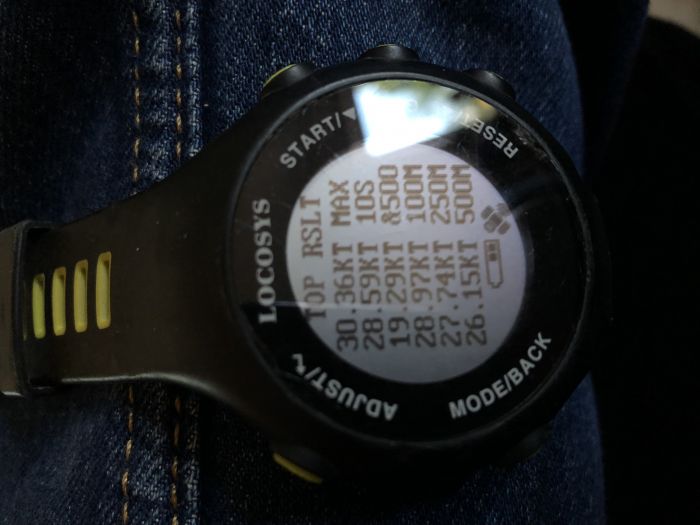 START/◀
RESET/
LOCOSYS
TOP RSLT
30.36KT MAX
28.59KT 10S
19.29KT &500
28.97KT 100M
27.74KT 250M
26.15KT 500M
ADJUST/
MODE/BACK